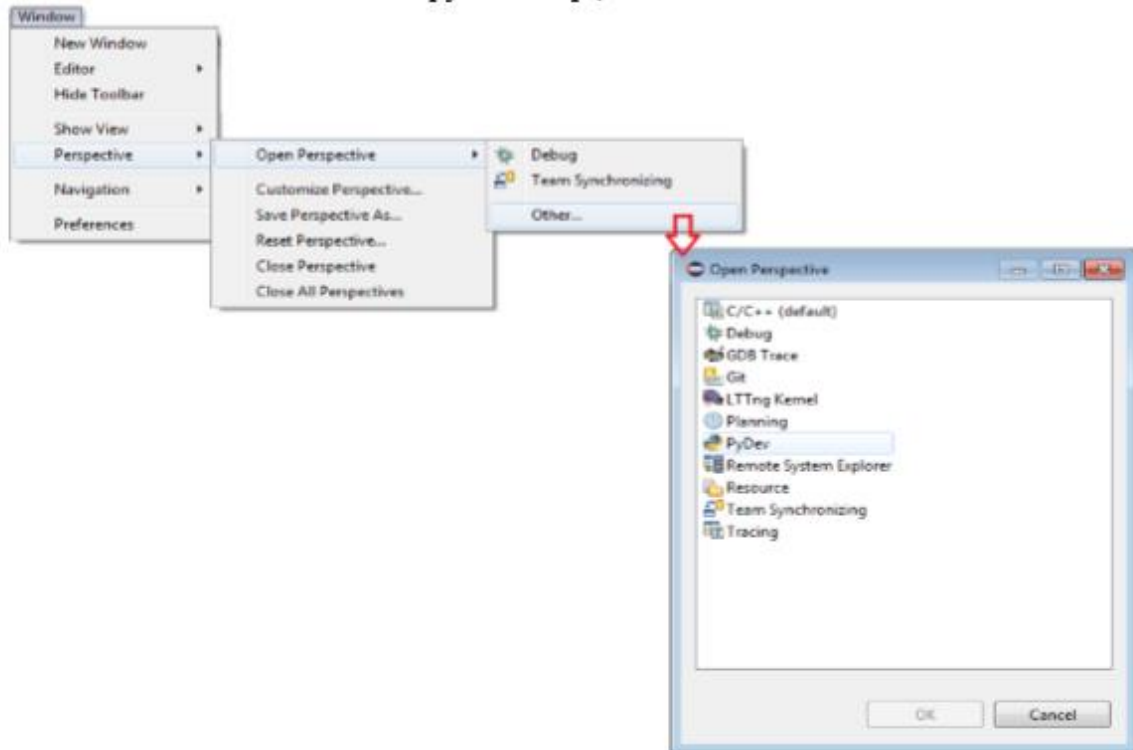 Window
New Window
Editor
Hide Toolbar
Show View
Perspective
Navigation
Preferences
Open Perspective
Customize Perspective...
Save Perspective As...
Reset Perspective...
Close Perspective
Close All Perspectives
Debug
Team Synchronizing
Other...
Open Perspective
C/C++ (default)
Debug
GDB Trace
Git
LTTng Kernel
Planning
PyDev
Remote System Explorer
Resource
Team Synchronizing
Tracing
OK
Cancel